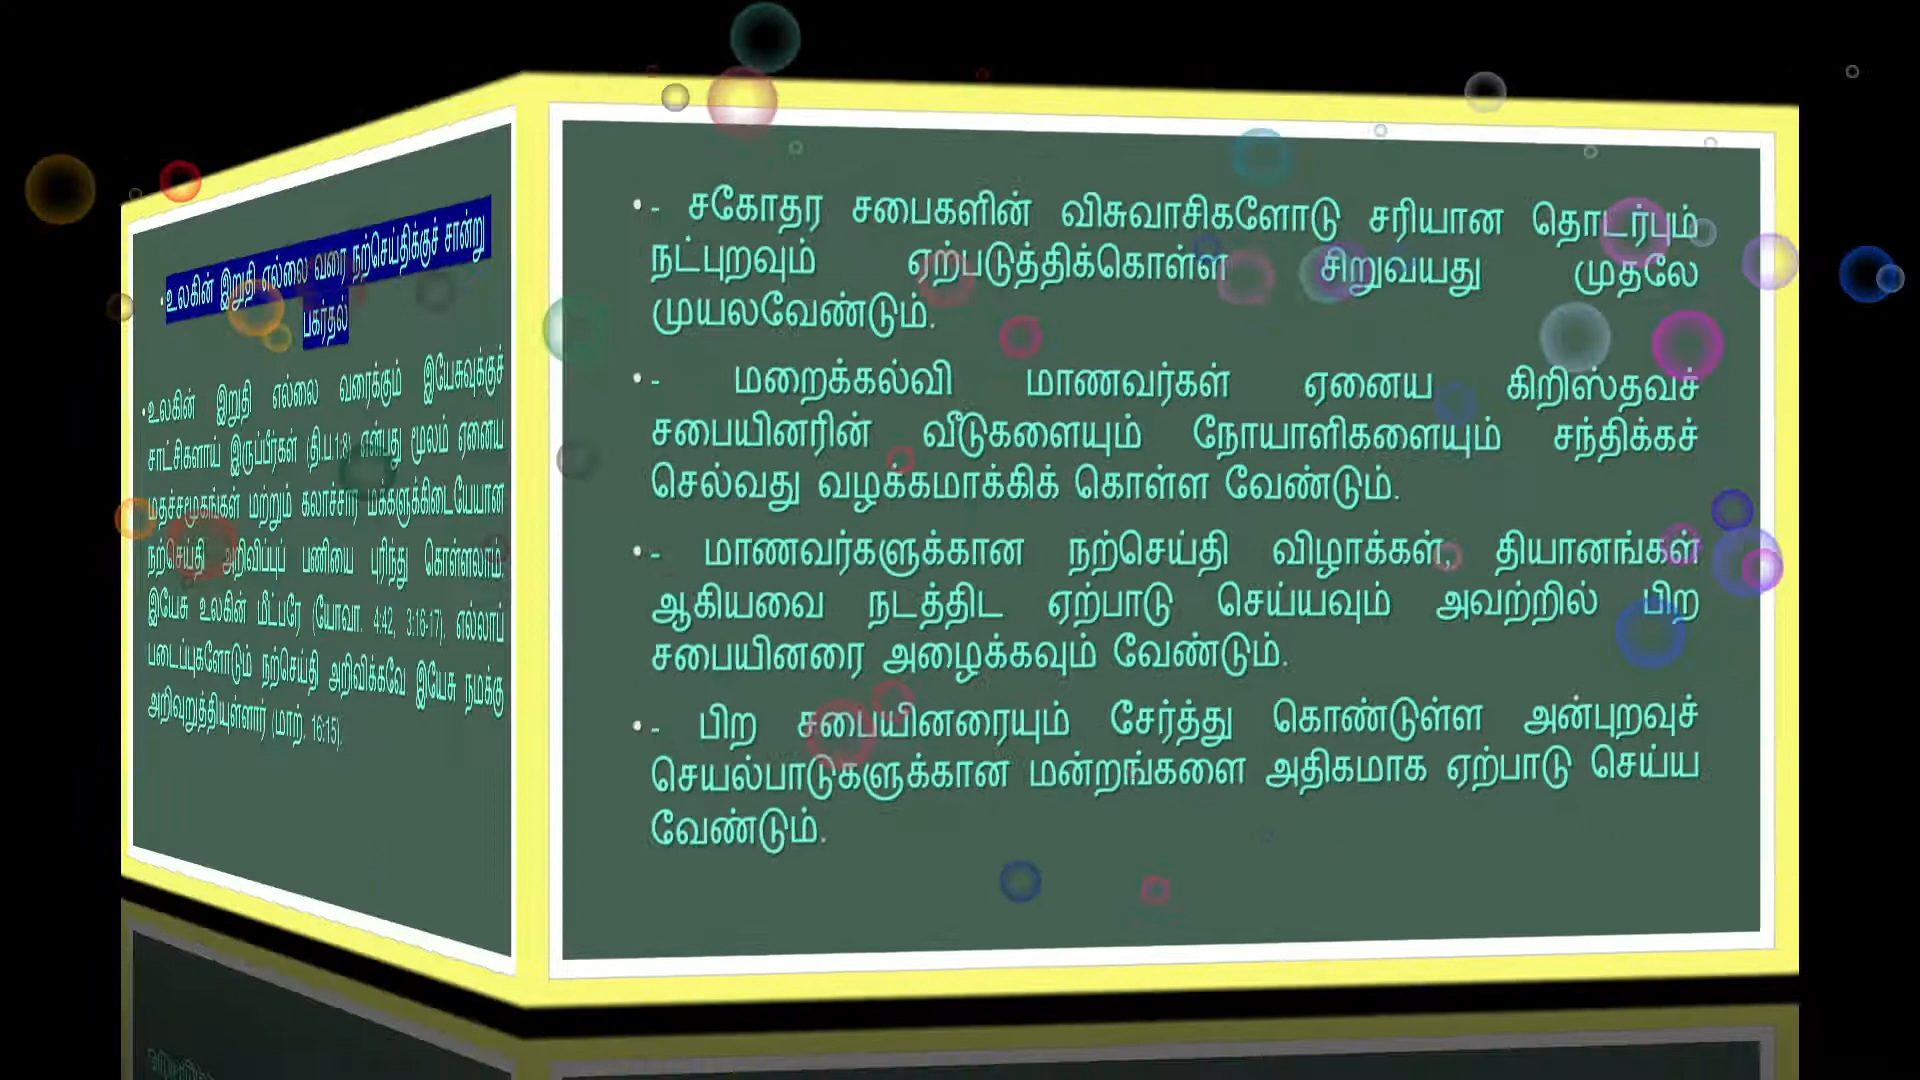 • உலகின் இறுதி எல்லை வரை நற்செய்திக்குச் சான்று
பகர்தல்
• உலகின் இறுதி எல்லை வரைக்கும் இயேசுவுக்குச்
சாட்சிகளாய் இருப்பீர்கள் (தி.ப.1:8) என்பது மூலம் ஏனைய
மதச்சமூகங்கள் மற்றும் கலாச்சார மக்களுக்கிடையேயான
நற்செய்தி அறிவிப்புப் பணியை புரிந்து கொள்ளலாம்.
இயேசு உலகின் மீட்பரே (யோவா. 4:42, 3:16-17). எல்லாப்
படைப்புகளோடும் நற்செய்தி அறிவிக்கவே இயேசு நமக்கு
அறிவுறுத்தியுள்ளார் (மாற். 16:15).
• - சகோதர சபைகளின் விசுவாசிகளோடு சரியான தொடர்பும்
நட்புறவும் ஏற்படுத்திக்கொள்ள சிறுவயது முதலே
முயலவேண்டும்.
• - மறைக்கல்வி மாணவர்கள் ஏனைய கிறிஸ்தவச்
சபையினரின் வீடுகளையும் நோயாளிகளையும் சந்திக்கச்
செல்வது வழக்கமாக்கிக் கொள்ள வேண்டும்.
• - மாணவர்களுக்கான நற்செய்தி விழாக்கள், தியானங்கள்
ஆகியவை நடத்திட ஏற்பாடு செய்யவும் அவற்றில் பிற
சபையினரை அழைக்கவும் வேண்டும்.
• - பிற சபையினரையும் சேர்த்து கொண்டுள்ள அன்புறவுச்
செயல்பாடுகளுக்கான மன்றங்களை அதிகமாக ஏற்பாடு செய்ய
வேண்டும்.